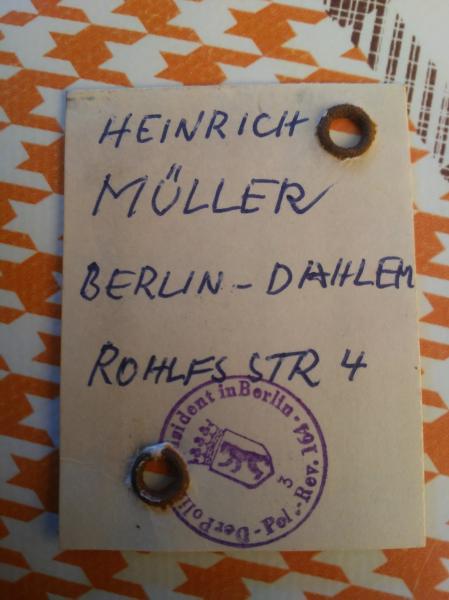 HEINRICH
MÜLLER
BERLIN - DAHLEM
ROHLFS STR 4
Der Polizeipräsident in Berlin - 164. Pol.-Rev. -
3